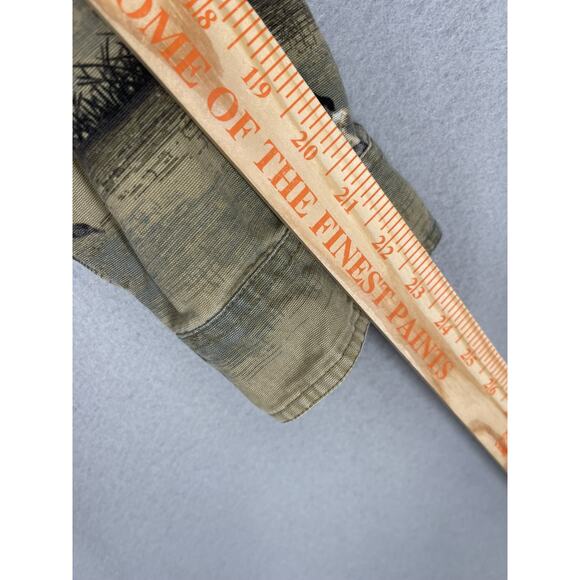 18 19 20 21 22 23 24 25 26
OME OF THE FINEST PAINTS